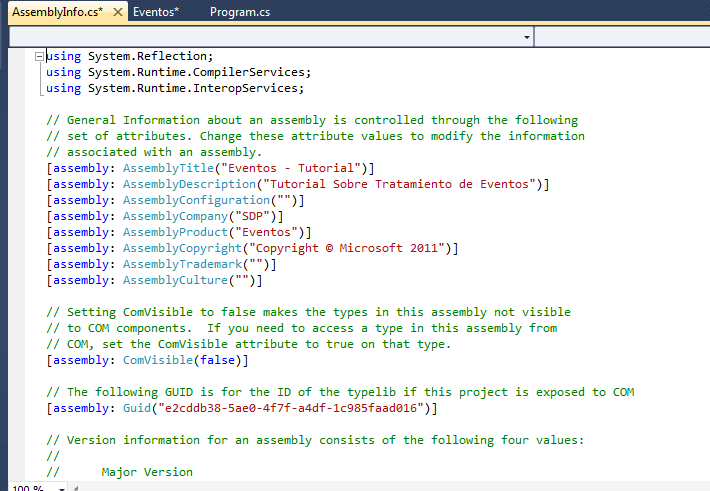 AssemblyInfo.cs* Eventos* Program.cs
using System.Reflection;
using System.Runtime.CompilerServices;
using System.Runtime.InteropServices;
// General Information about an assembly is controlled through the following
// set of attributes. Change these attribute values to modify the information
// associated with an assembly.
[assembly: AssemblyTitle("Eventos - Tutorial")]
[assembly: AssemblyDescription("Tutorial Sobre Tratamiento de Eventos")]
[assembly: AssemblyConfiguration("")]
[assembly: AssemblyCompany("SDP")]
[assembly: AssemblyProduct("Eventos")]
[assembly: AssemblyCopyright("Copyright © Microsoft 2011")]
[assembly: AssemblyTrademark("")]
[assembly: AssemblyCulture("")]
// Setting ComVisible to false makes the types in this assembly not visible
// to COM components.  If you need to access a type in this assembly from
// COM, set the ComVisible attribute to true on that type.
[assembly: ComVisible(false)]
// The following GUID is for the ID of the typelib if this project is exposed to COM
[assembly: Guid("e2cddb38-5ae0-4f7f-a4df-1c985faad016")]
// Version information for an assembly consists of the following four values:
//
//      Major Version
100 %